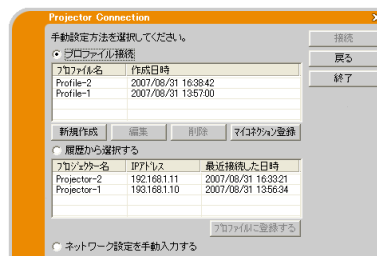 Projector Connection
手動設定方法を選択してください。
プロファイル接続
プロファイル名 作成日時
Profile-2 2007/08/31 16:38:42
Profile-1 2007/08/31 13:57:00
新規作成 編集 削除 マイコネクション登録
履歴から選択する
プロジェクター名 IPアドレス 最近接続した日時
Projector-2 192.168.1.11 2007/08/31 16:33:21
Projector-1 193.168.1.10 2007/08/31 13:56:34
プロファイルに登録する
ネットワーク設定を手動入力する
接続
戻る
終了